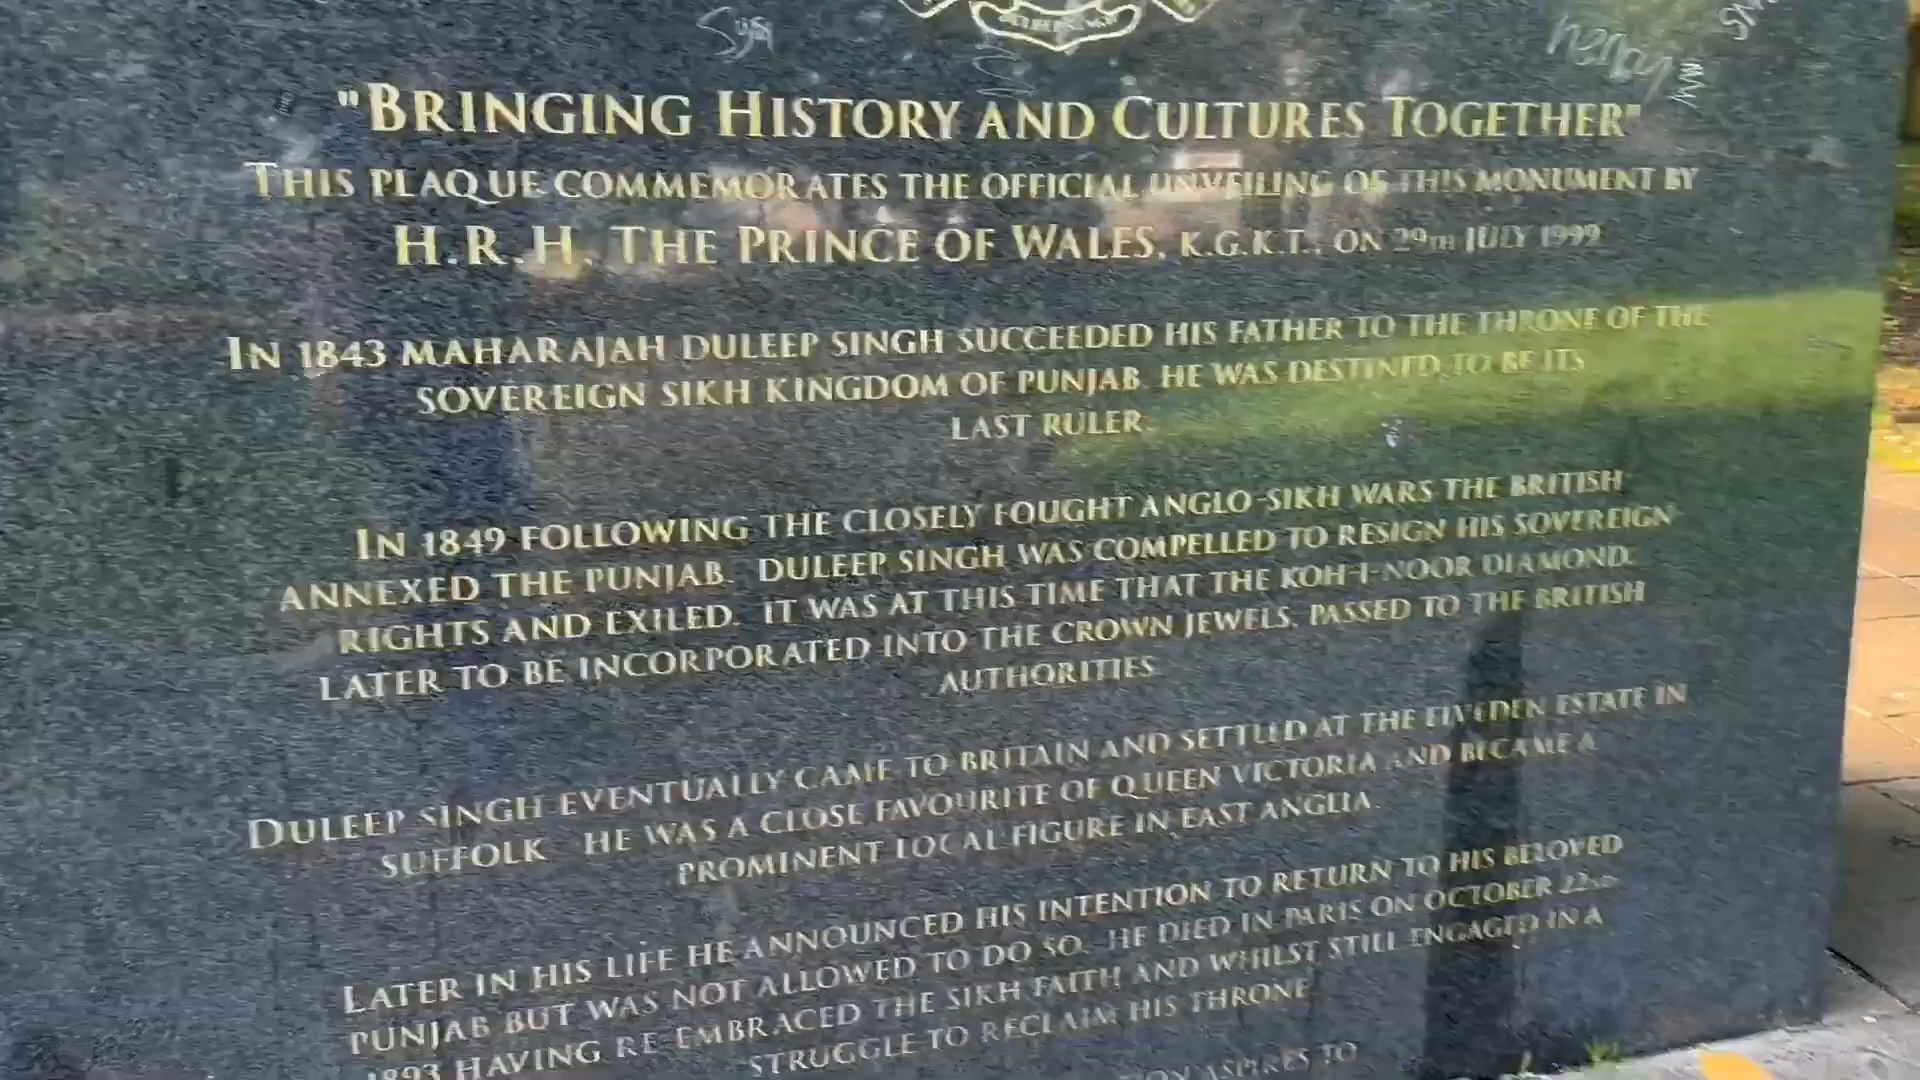 "BRINGING HISTORY AND CULTURES TOGETHER"
THIS PLAQUE COMMEMORATES THE OFFICIAL UNVEILING OF THIS MONUMENT BY
H.R.H. THE PRINCE OF WALES, K.G.K.T., ON 29TH JULY 1999
IN 1843 MAHARAJAH DULEEP SINGH SUCCEEDED HIS FATHER TO THE THRONE OF THE
SOVEREIGN SIKH KINGDOM OF PUNJAB. HE WAS DESTINED TO BE ITS
LAST RULER.
IN 1849 FOLLOWING THE CLOSELY FOUGHT ANGLO-SIKH WARS THE BRITISH
ANNEXED THE PUNJAB. DULEEP SINGH WAS COMPELLED TO RESIGN HIS SOVEREIGN
RIGHTS AND EXILED. IT WAS AT THIS TIME THAT THE KOH-I-NOOR DIAMOND,
LATER TO BE INCORPORATED INTO THE CROWN JEWELS, PASSED TO THE BRITISH
AUTHORITIES
DULEEP SINGH EVENTUALLY CAME TO BRITAIN AND SETTLED AT THE ELVEDEN ESTATE IN
SUFFOLK HE WAS A CLOSE FAVOURITE OF QUEEN VICTORIA AND BECAME A
PROMINENT LOCAL FIGURE IN EAST ANGLIA.
LATER IN HIS LIFE HE ANNOUNCED HIS INTENTION TO RETURN TO HIS BELOVED
PUNJAB BUT WAS NOT ALLOWED TO DO SO. HE DIED IN PARIS ON OCTOBER 22ND
1893 HAVING RE-EMBRACED THE SIKH FAITH AND WHILST STILL ENGAGED IN A
STRUGGLE TO RECLAIM HIS THRONE
ASPIRES TO